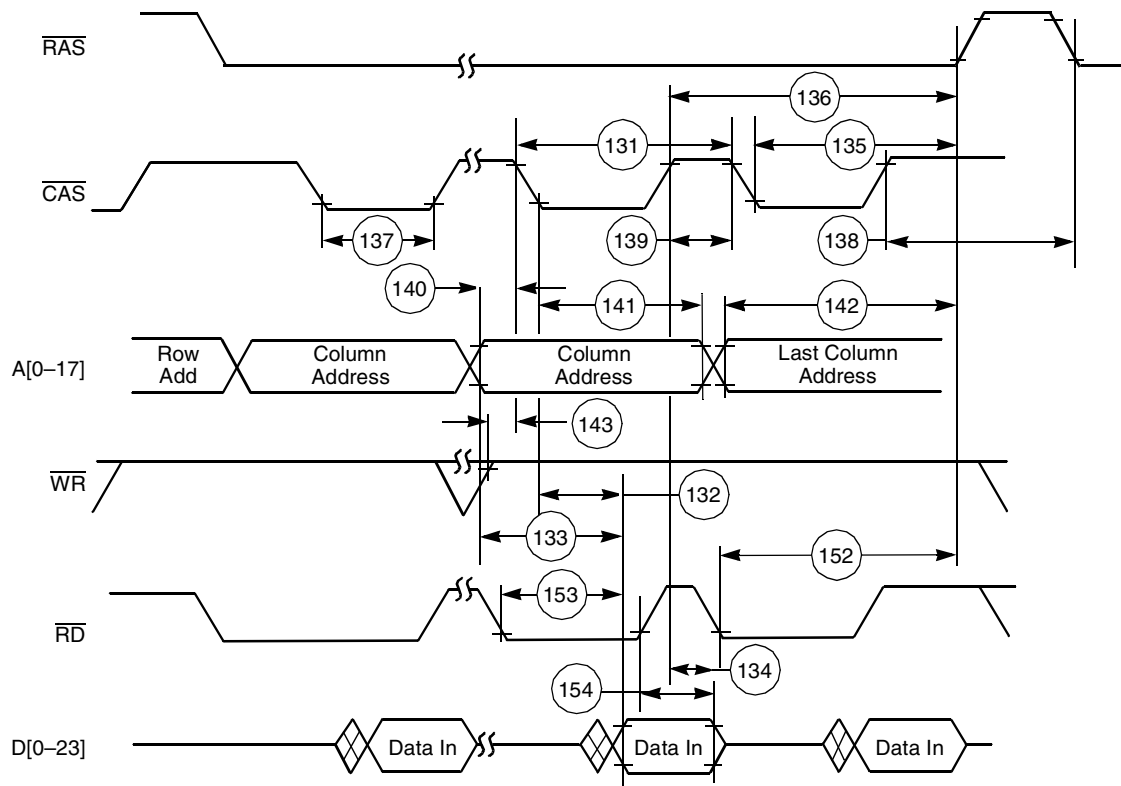 RAS
136
131
135
CAS
137
139
138
140
141
142
A[0–17]
Row
Add
Column
Address
Column
Address
Last Column
Address
143
WR
132
133
152
153
RD
134
154
D[0–23]
Data In
Data In
Data In